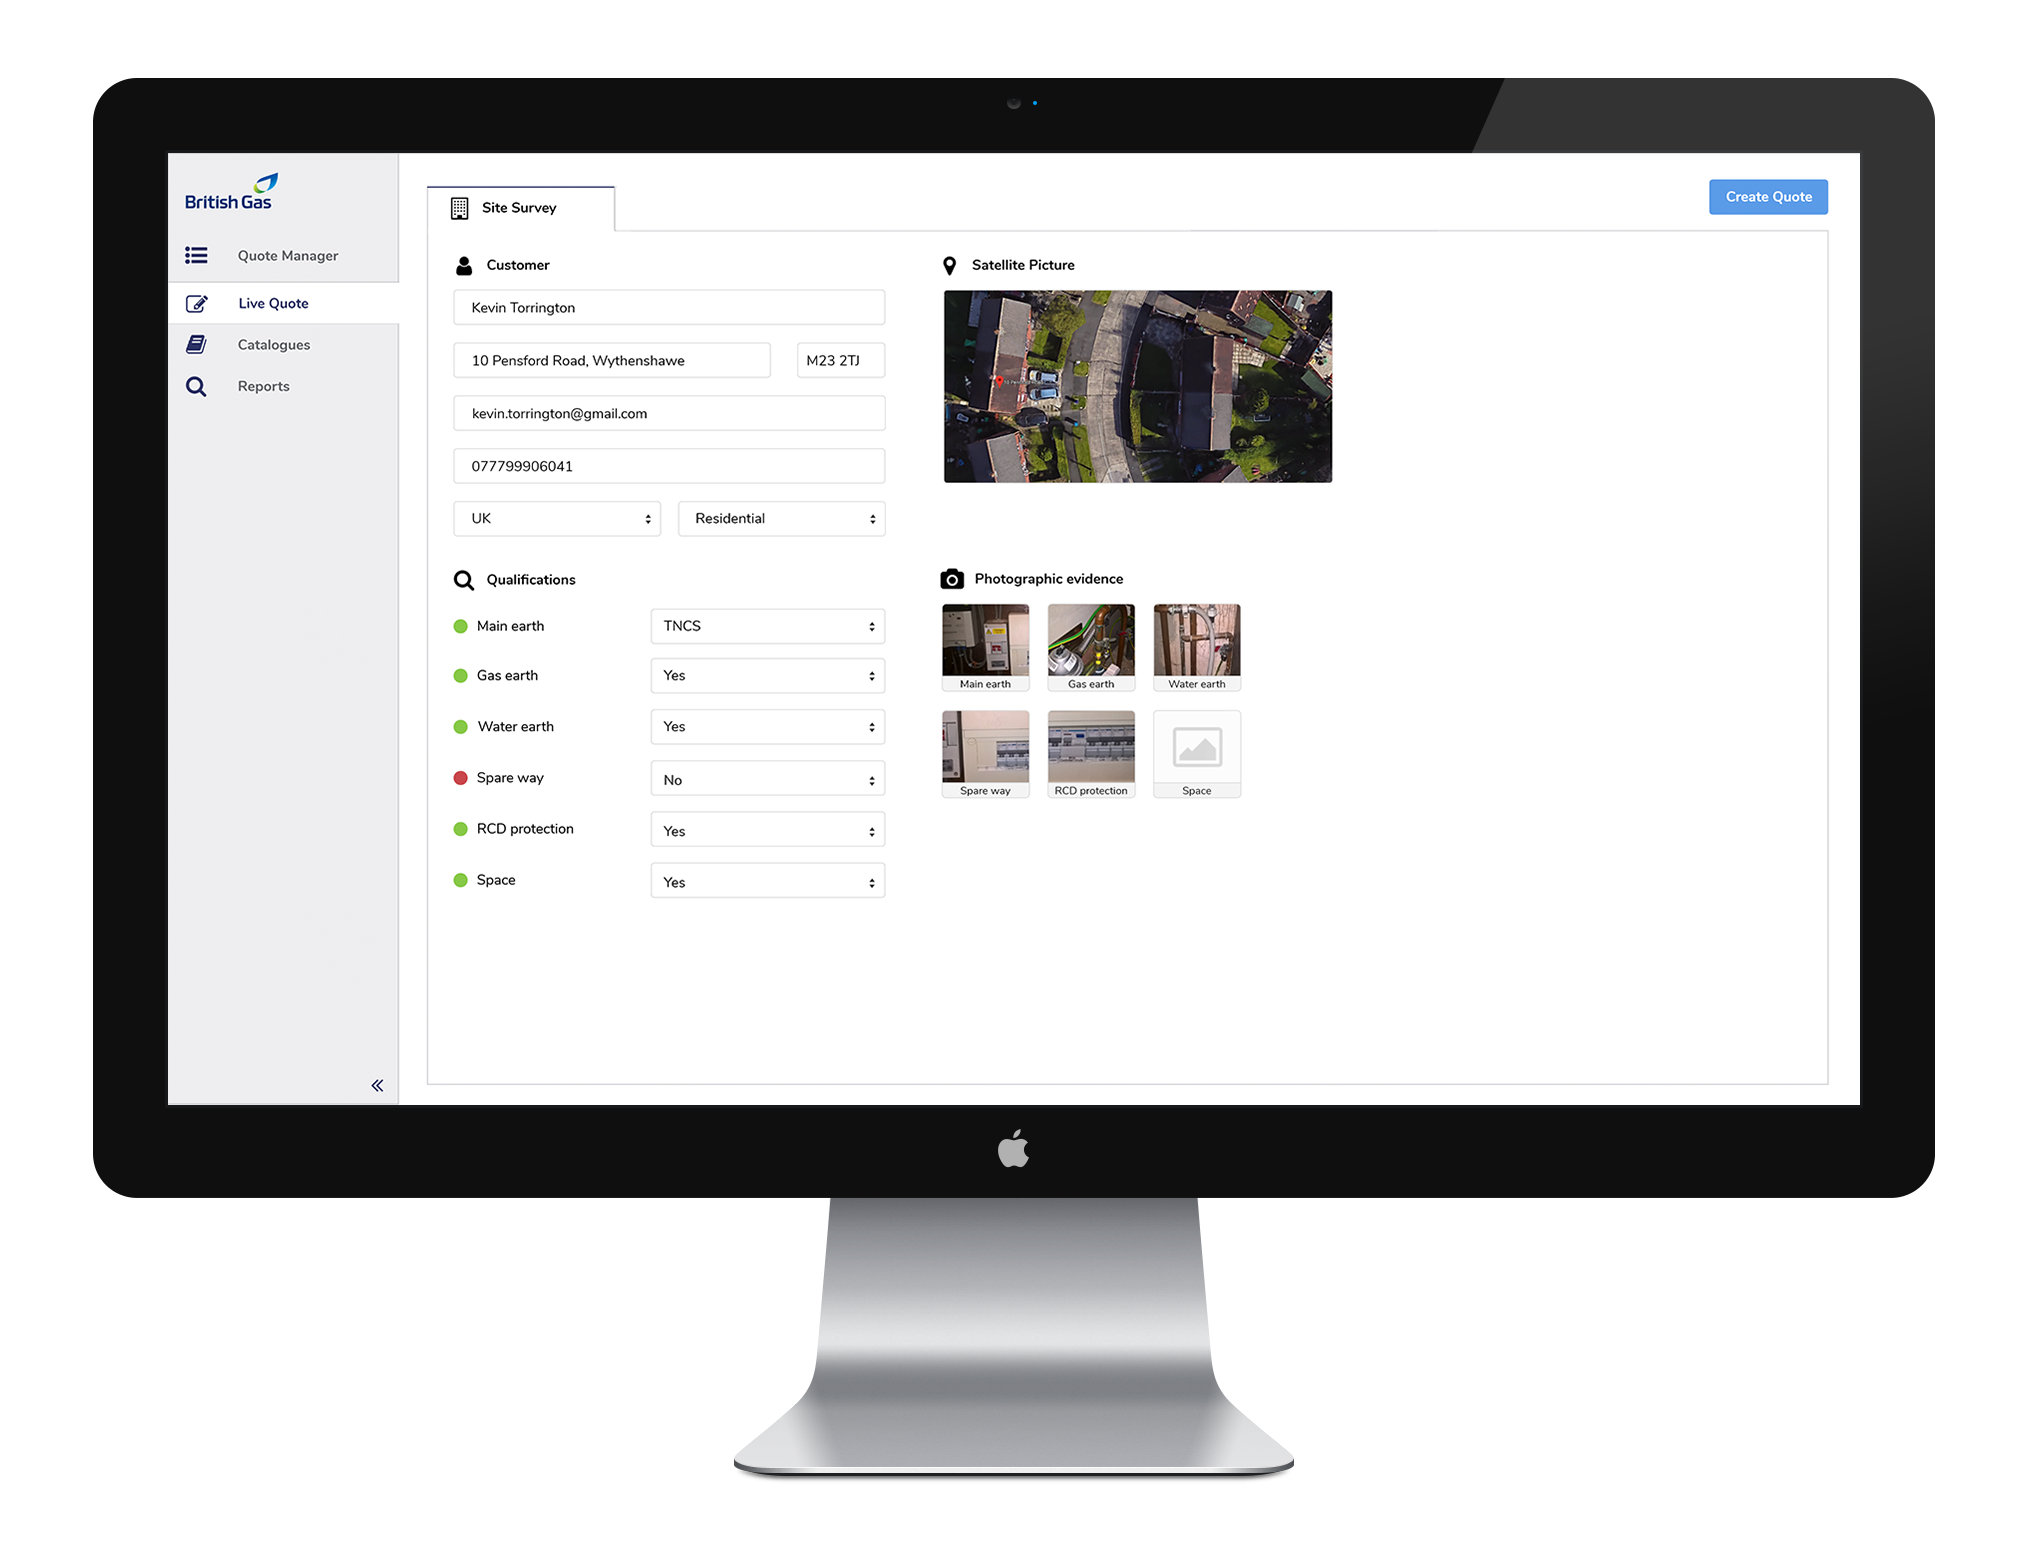 British Gas
Quote Manager
Live Quote
Catalogues
Reports
Site Survey
Create Quote
Customer
Kevin Torrington
10 Pensford Road, Wythenshawe
M23 2TJ
kevin.torrington@gmail.com
077799906041
UK
Residential
Satellite Picture
Qualifications
Main earth
TNCS
Gas earth
Yes
Water earth
Yes
Spare way
No
RCD protection
Yes
Space
Yes
Photographic evidence
Main earth
Gas earth
Water earth
Spare way
RCD protection
Space